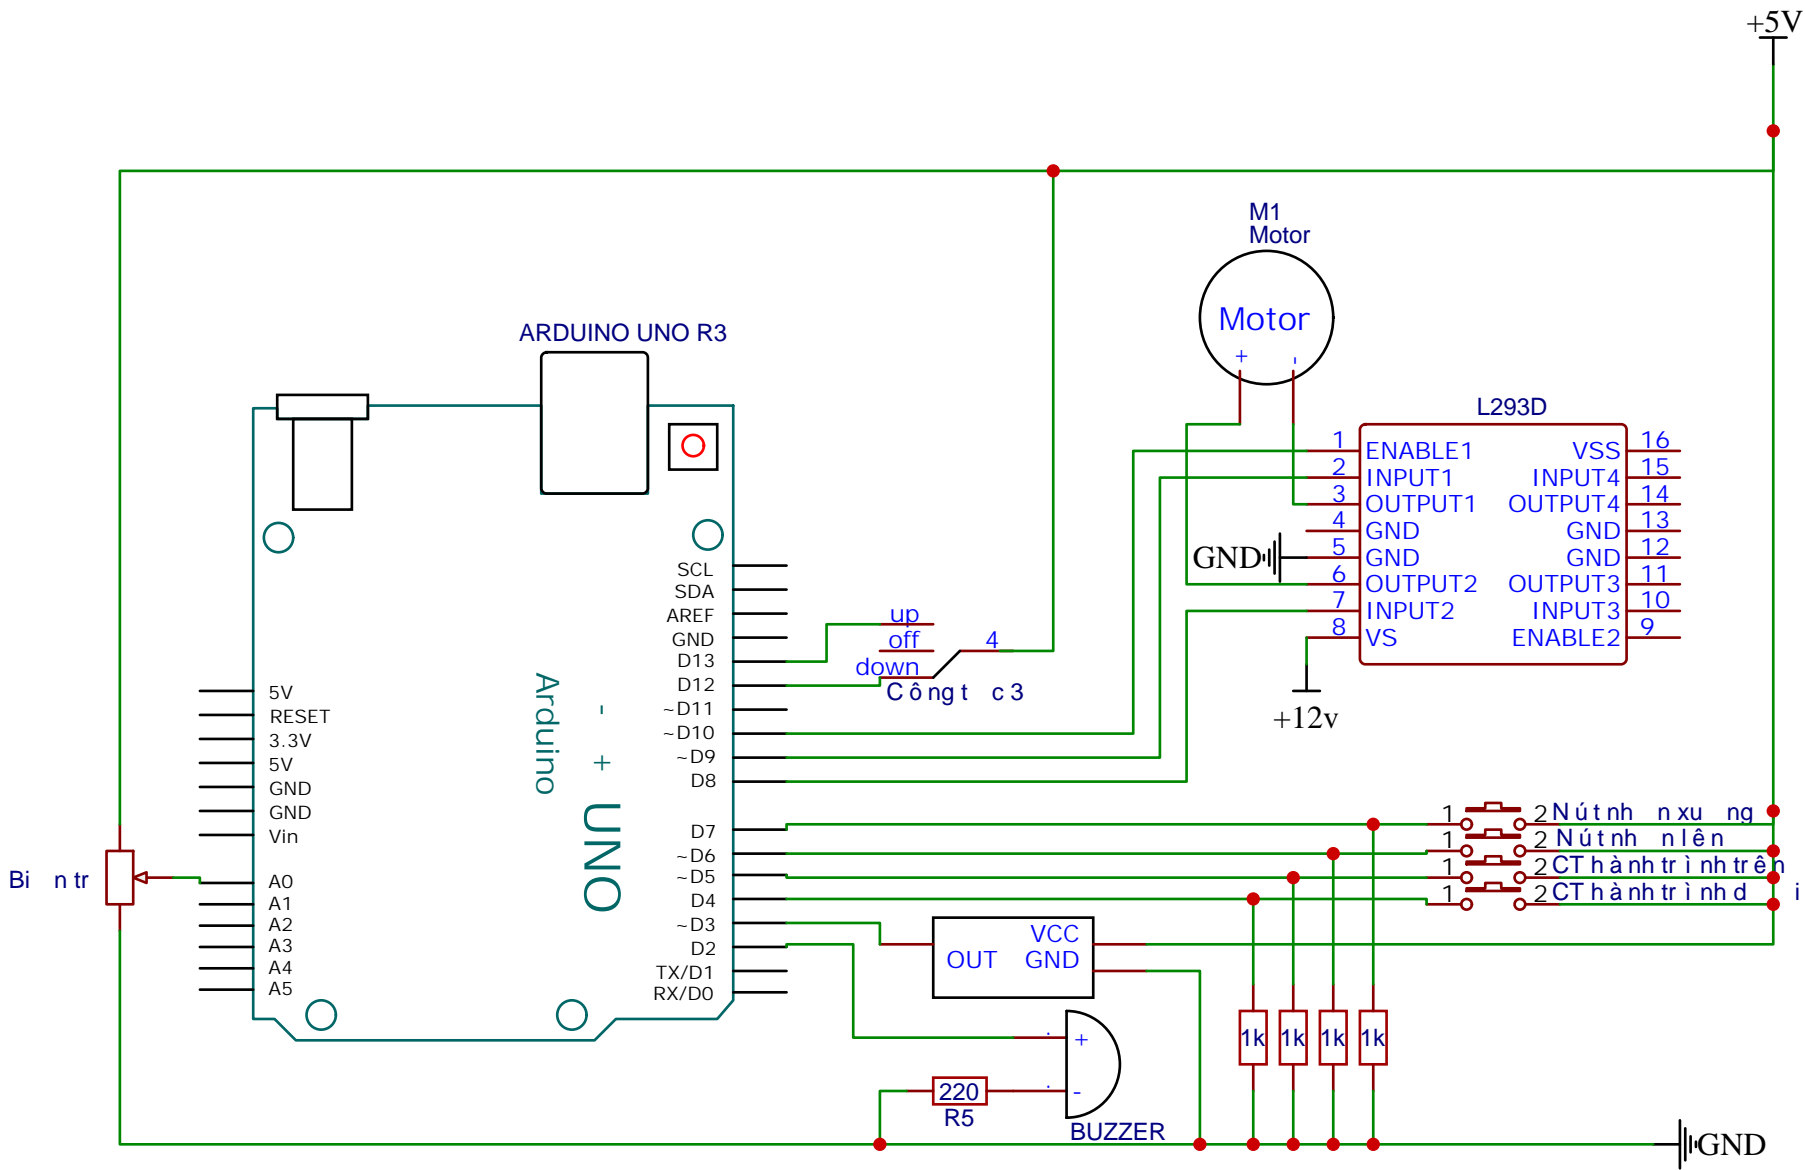 +5V
M1
Motor
Motor
+ -
ARDUINO UNO R3
L293D
1 ENABLE1 VSS 16
2 INPUT1 INPUT4 15
3 OUTPUT1 OUTPUT4 14
4 GND GND 13
GND 5 GND GND 12
6 OUTPUT2 OUTPUT3 11
7 INPUT2 INPUT3 10
8 VS ENABLE2 9
+12v
SCL
SDA
AREF
GND
D13
D12
~D11
~D10
~D9
D8
D7
~D6
~D5
D4
~D3
D2
TX/D1
RX/D0
5V
RESET
3.3V
5V
GND
GND
Vin
A0
A1
A2
A3
A4
A5
Arduino
- +
UNO
up
off
down
4
Công t c 3
Bi n tr
1 2 Nút nh n xu ng
1 2 Nút nh n lên
1 2 CT hành trình trên
1 2 CT hành trình d i
OUT VCC
GND
+
-
BUZZER
220
R5
1k 1k 1k 1k
GND